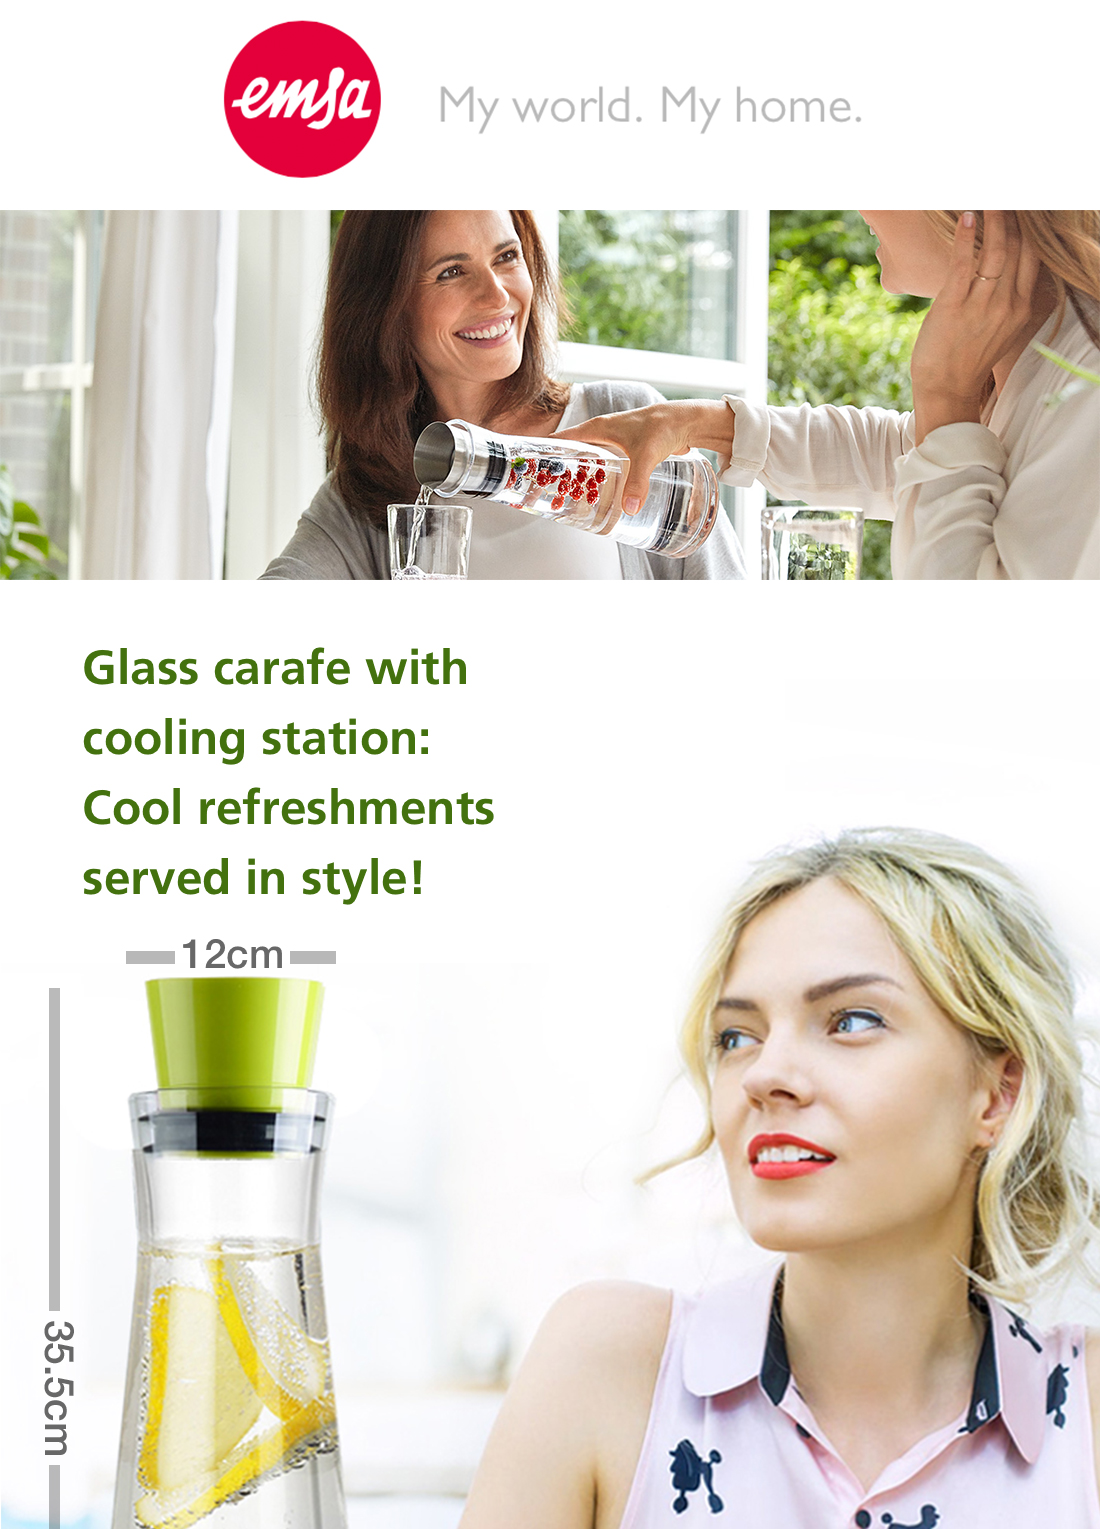 emsa
My world. My home.
Glass carafe with
cooling station:
Cool refreshments
served in style!
12cm
35.5cm